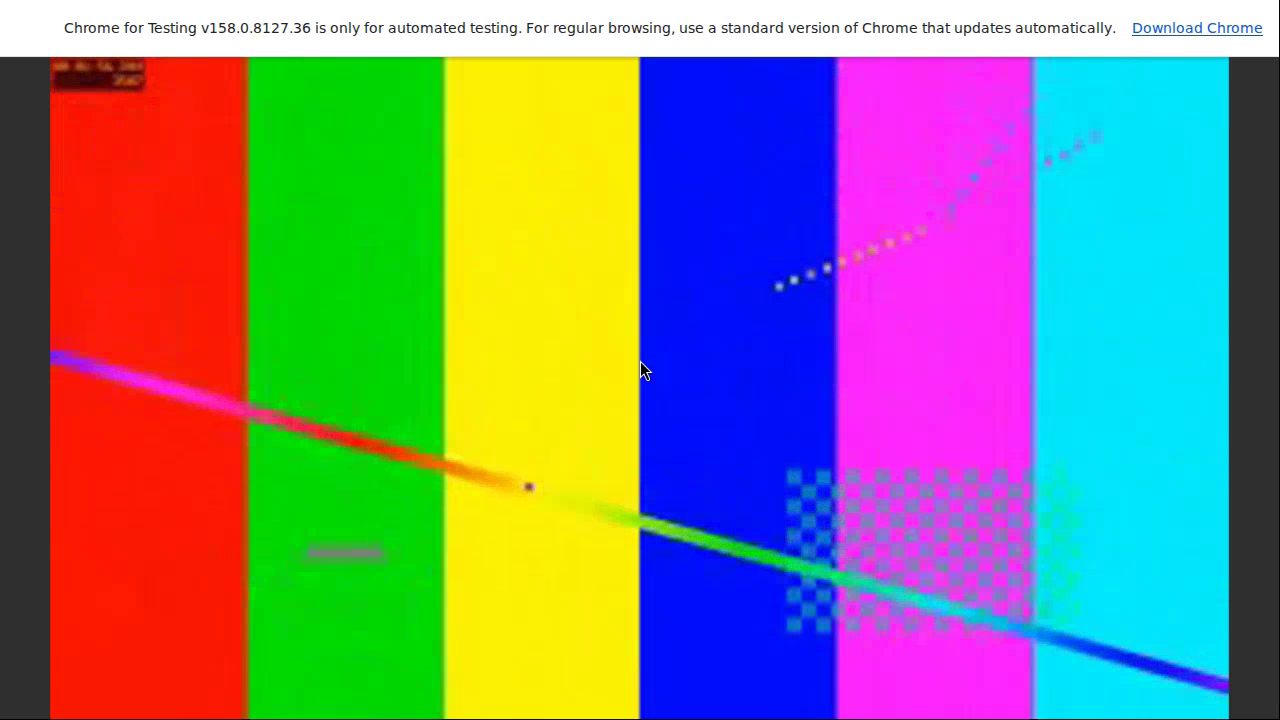 Chrome for Testing v158.0.8127.36 is only for automated testing. For regular browsing, use a standard version of Chrome that updates automatically. Download Chrome